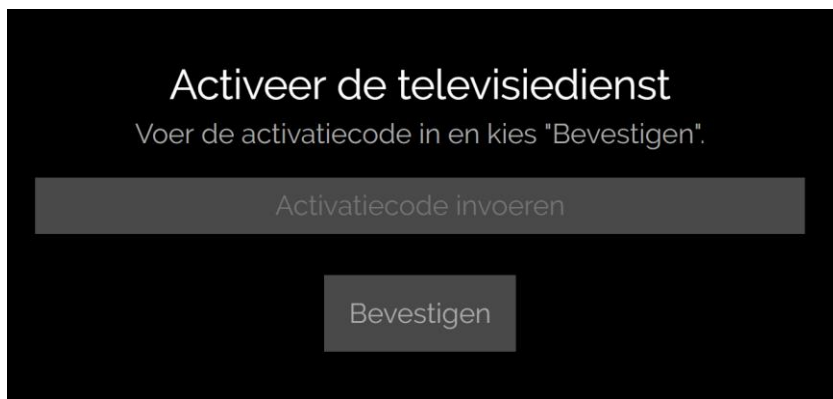 Activeer de televisiedienst
Voer de activatiecode in en kies "Bevestigen".
Activatiecode invoeren
Bevestigen